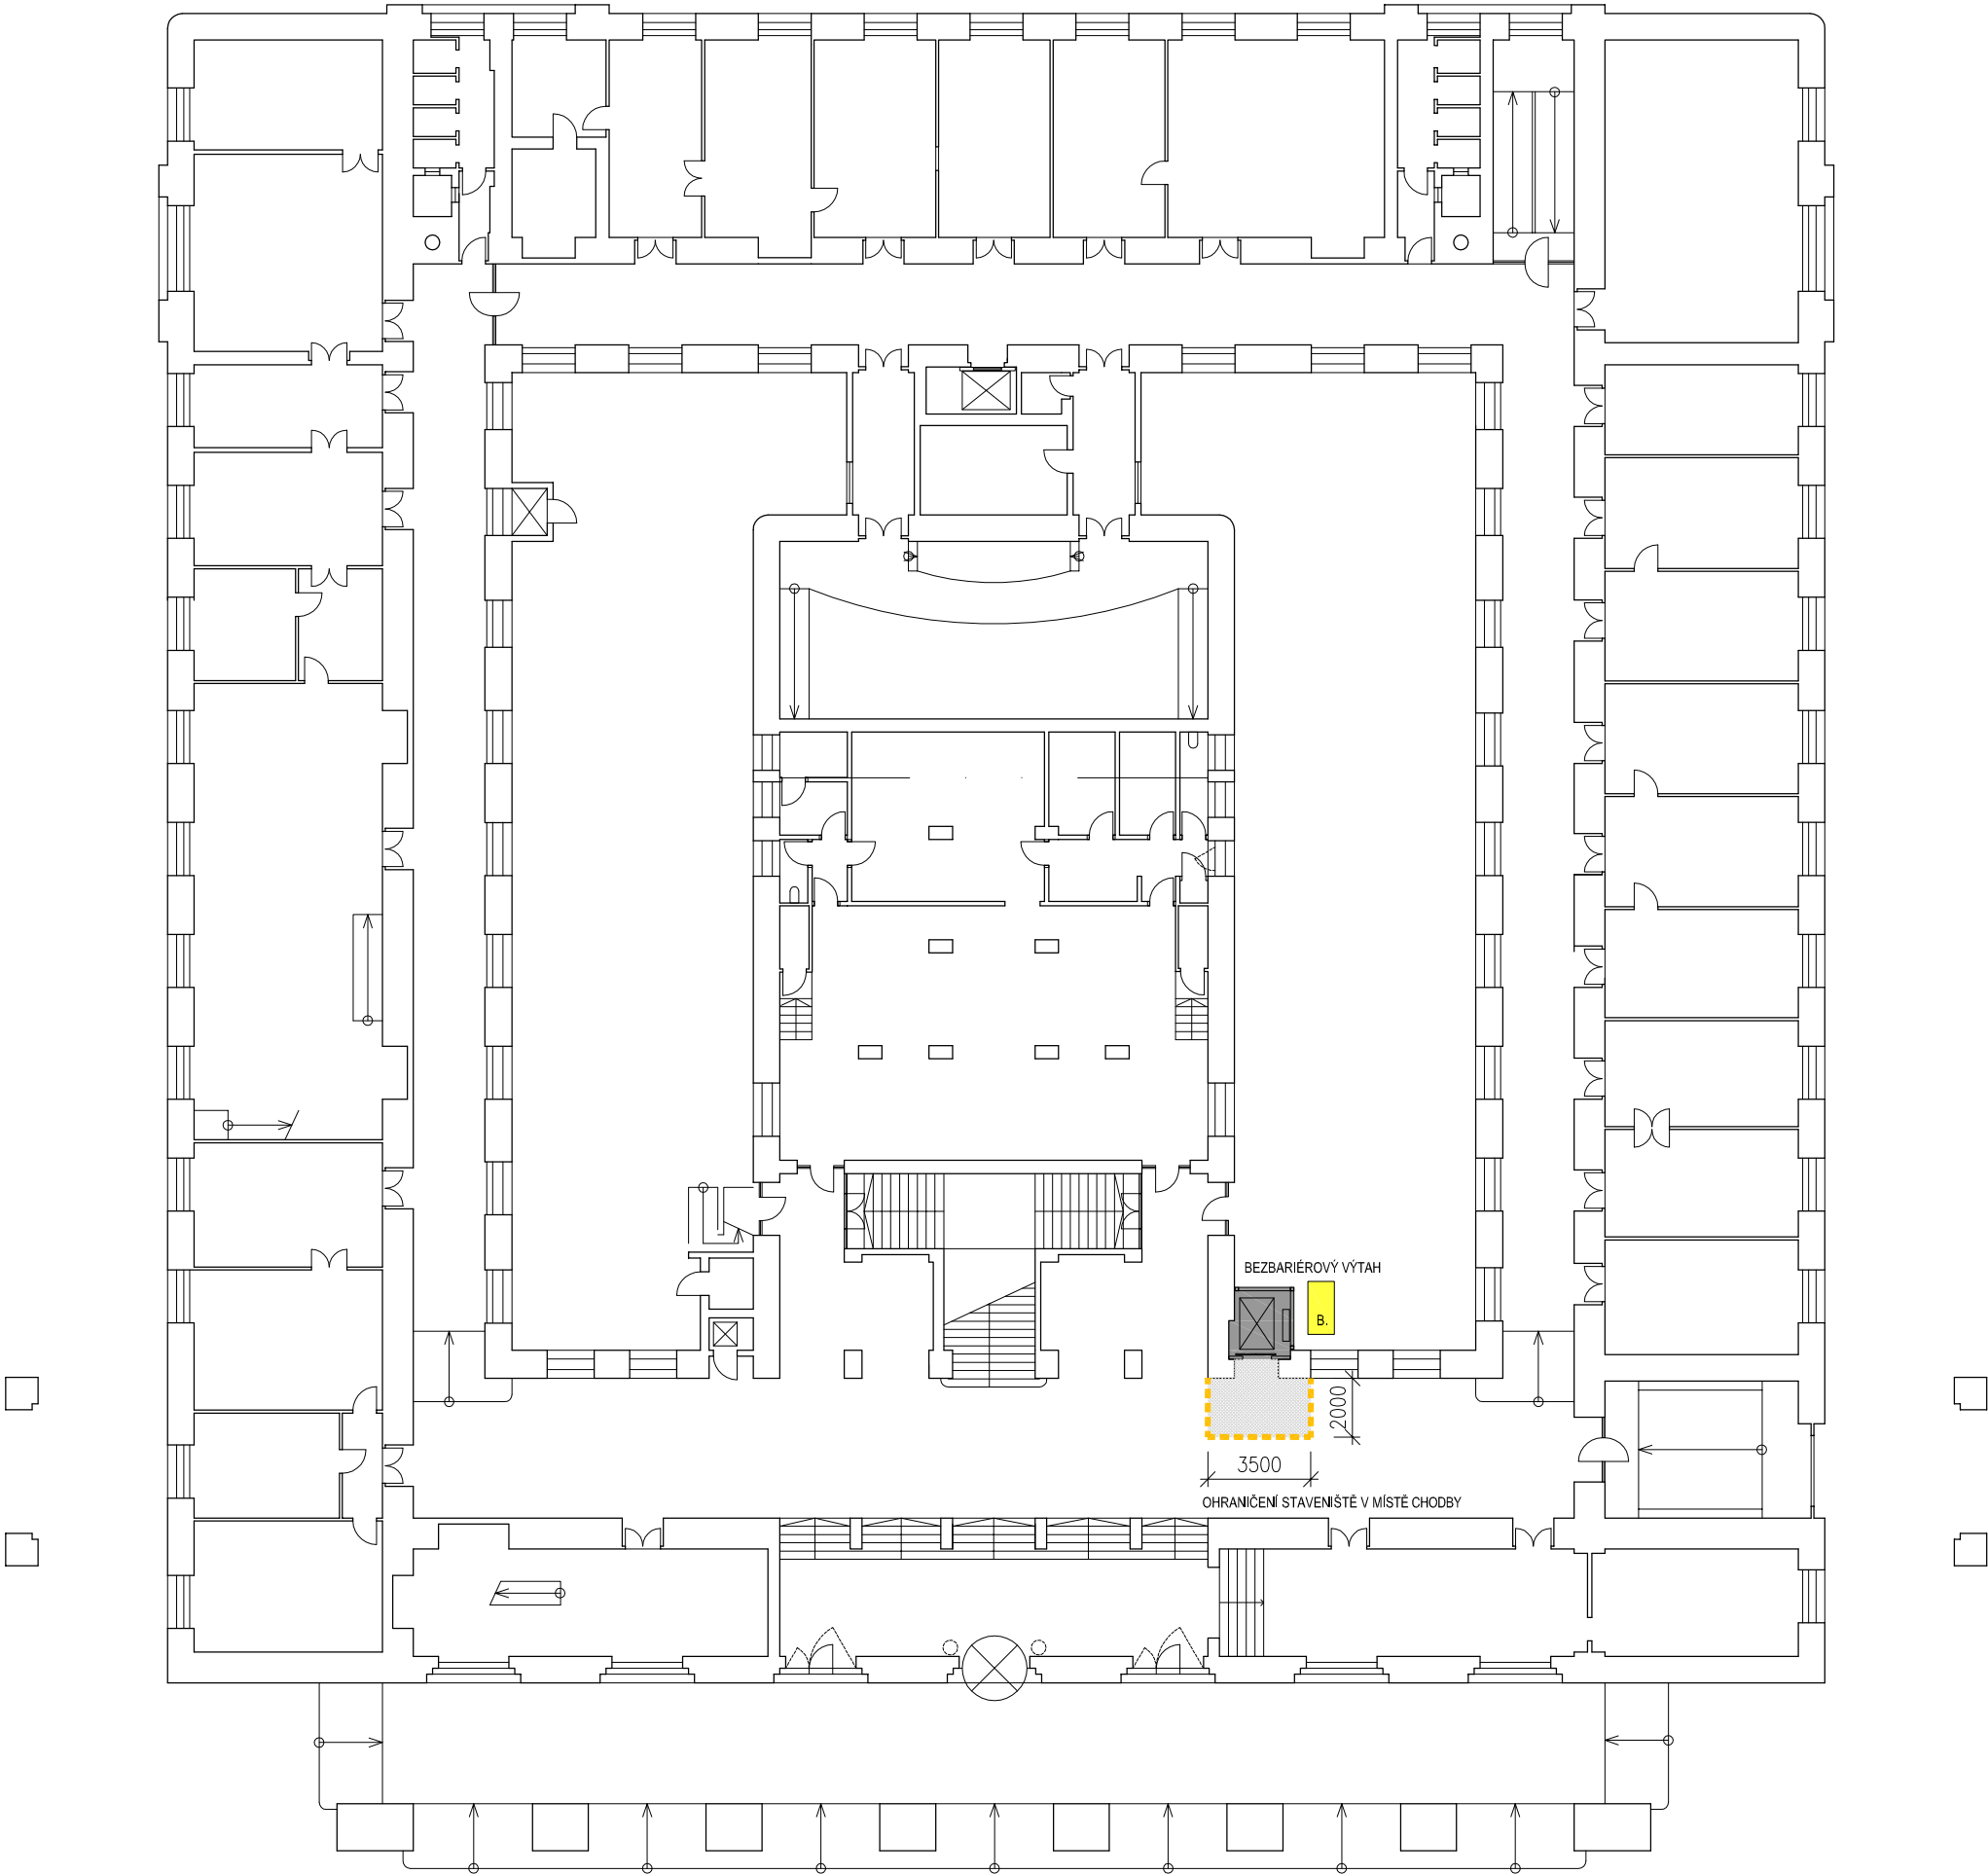 BEZBARIÉROVÝ VÝTAH
B.
2000
3500
OHRANIČENÍ STAVENIŠTĚ V MÍSTĚ CHODBY